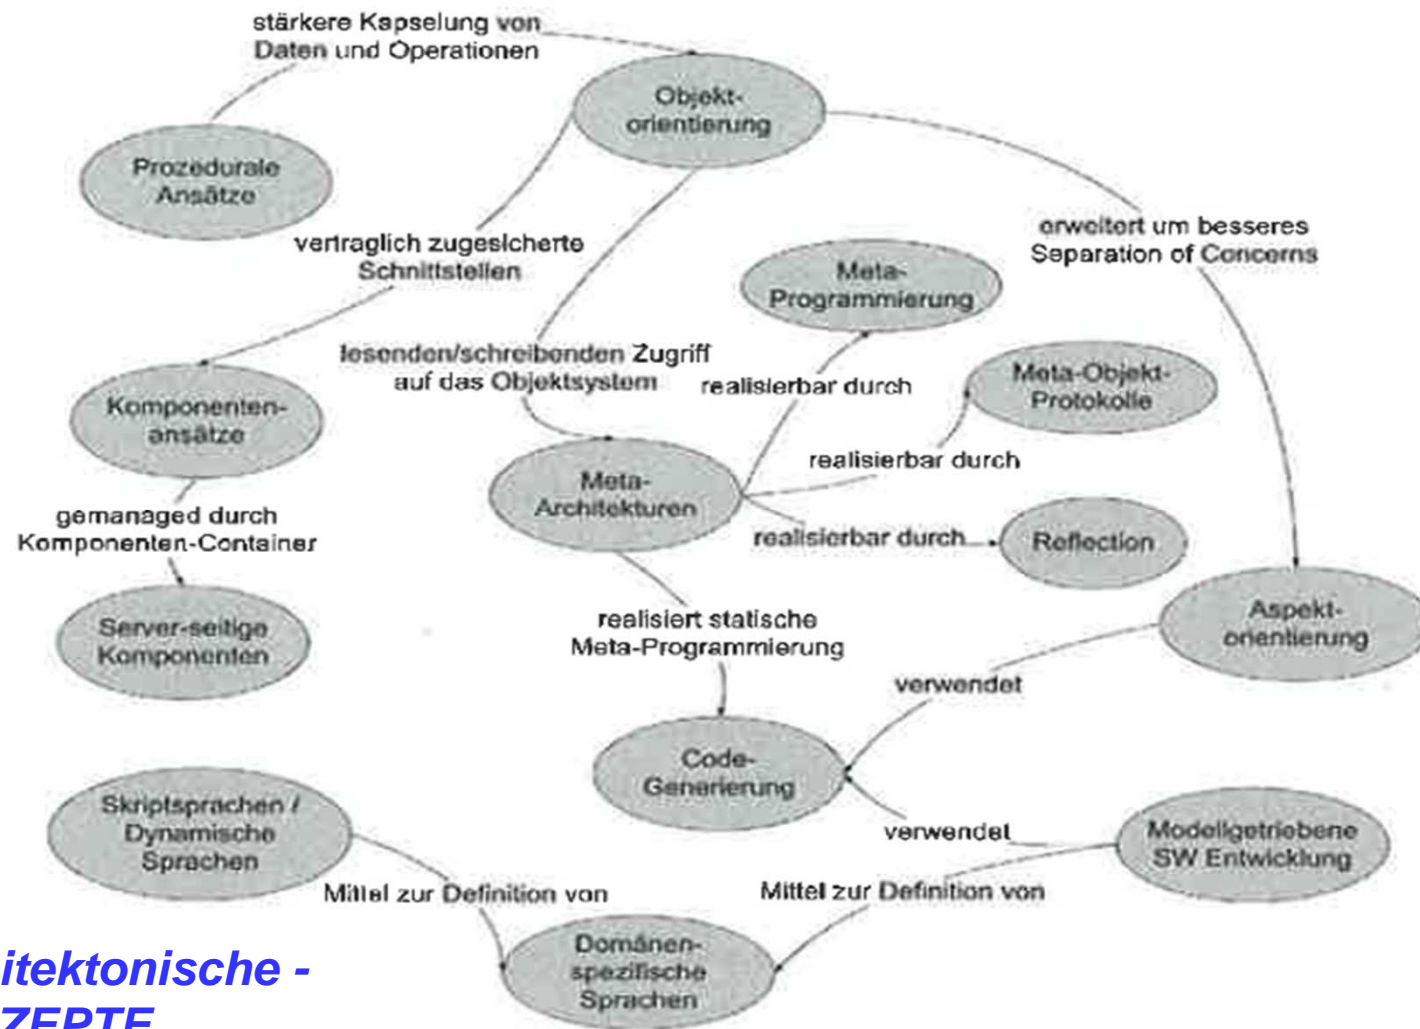 stärkere Kapselung von
Daten und Operationen
Objekt-
orientierung
Prozedurale
Ansätze
vertraglich zugesicherte
Schnittstellen
erweitert um besseres
Separation of Concerns
Meta-
Programmierung
lesenden/schreibenden Zugriff
auf das Objektsystem
realisierbar durch
Meta-Objekt-
Protokolle
Komponenten-
ansätze
realisierbar durch
Meta-
Architekturen
gemanaged durch
Komponenten-Container
realisierbar durch
Reflection
Server-seitige
Komponenten
realisiert statische
Meta-Programmierung
Aspekt-
orientierung
verwendet
Code-
Generierung
Skriptsprachen /
Dynamische
Sprachen
verwendet
Modellgetriebene
SW Entwicklung
Mittel zur Definition von
Mittel zur Definition von
Domänen-
spezifische
Sprachen
itektonische -
ZEPTE